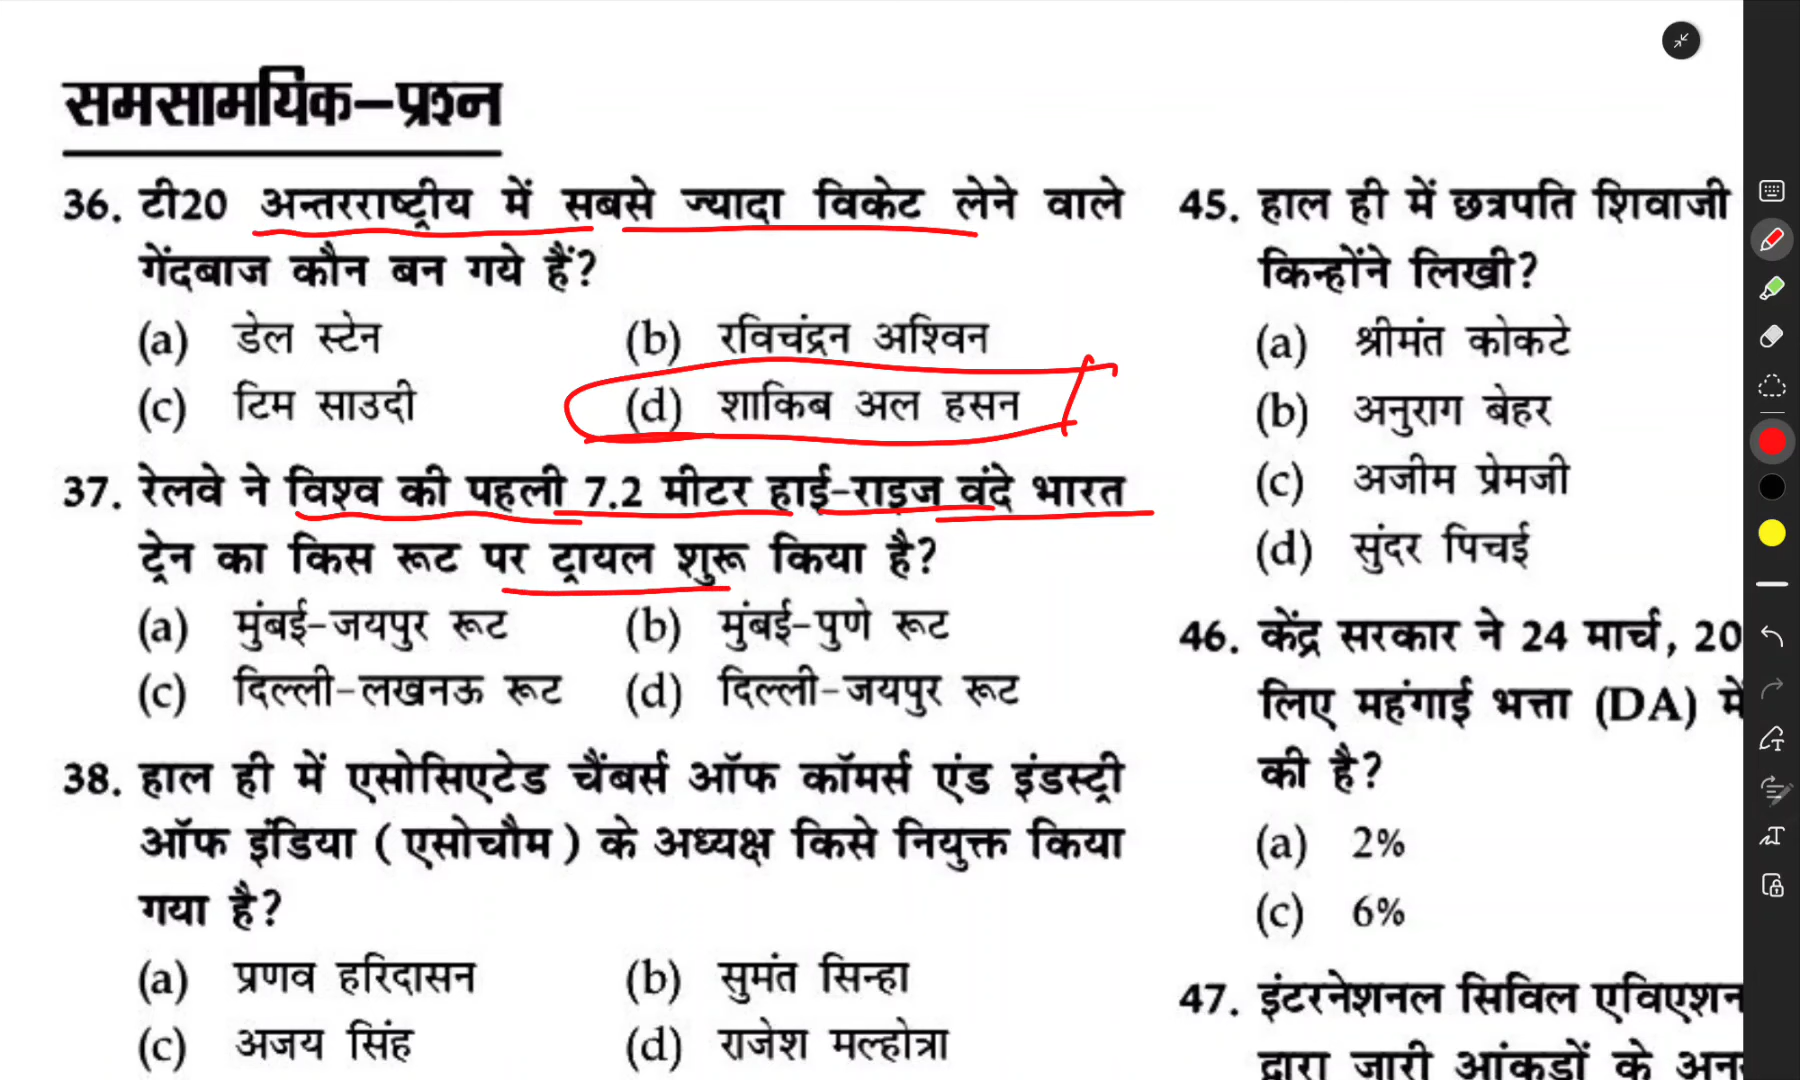 समसामयिक–प्रश्न
36. टी20 अन्तरराष्ट्रीय में सबसे ज्यादा विकेट लेने वाले
गेंदबाज कौन बन गये हैं?
(a) डेल स्टेन (b) रविचंद्रन अश्विन
(c) टिम साउदी (d) शाकिब अल हसन
37. रेलवे ने विश्व की पहली 7.2 मीटर हाई-राइज वंदे भारत
ट्रेन का किस रूट पर ट्रायल शुरू किया है?
(a) मुंबई-जयपुर रूट (b) मुंबई-पुणे रूट
(c) दिल्ली-लखनऊ रूट (d) दिल्ली-जयपुर रूट
38. हाल ही में एसोसिएटेड चैंबर्स ऑफ कॉमर्स एंड इंडस्ट्री
ऑफ इंडिया (एसोचौम) के अध्यक्ष किसे नियुक्त किया
गया है?
(a) प्रणव हरिदासन (b) सुमंत सिन्हा
(c) अजय सिंह (d) राजेश मल्होत्रा
45. हाल ही में छत्रपति शिवाजी
किन्होंने लिखी?
(a) श्रीमंत कोकटे
(b) अनुराग बेहर
(c) अजीम प्रेमजी
(d) सुंदर पिचई
46. केंद्र सरकार ने 24 मार्च, 20
लिए महंगाई भत्ता (DA) में
की है?
(a) 2%
(c) 6%
47. इंटरनेशनल सिविल एविएशन
द्वारा जारी आंकड़ों के